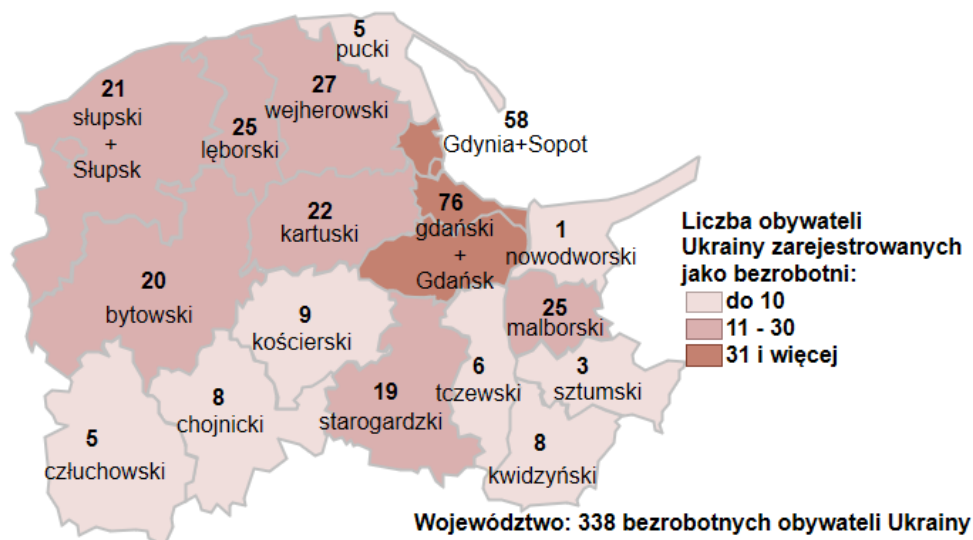 5
pucki
21
słupski
+
Słupsk
25
lęborski
27
wejherowski
58
Gdynia+Sopot
22
kartuski
76
gdański
+
Gdańsk
1
nowodworski
20
bytowski
9
kościerski
25
malborski
5
człuchowski
8
chojnicki
19
starogardzki
6
tczewski
3
sztumski
8
kwidzyński
Liczba obywateli
Ukrainy zarejestrowanych
jako bezrobotni:
do 10
11 - 30
31 i więcej
Województwo: 338 bezrobotnych obywateli Ukrainy